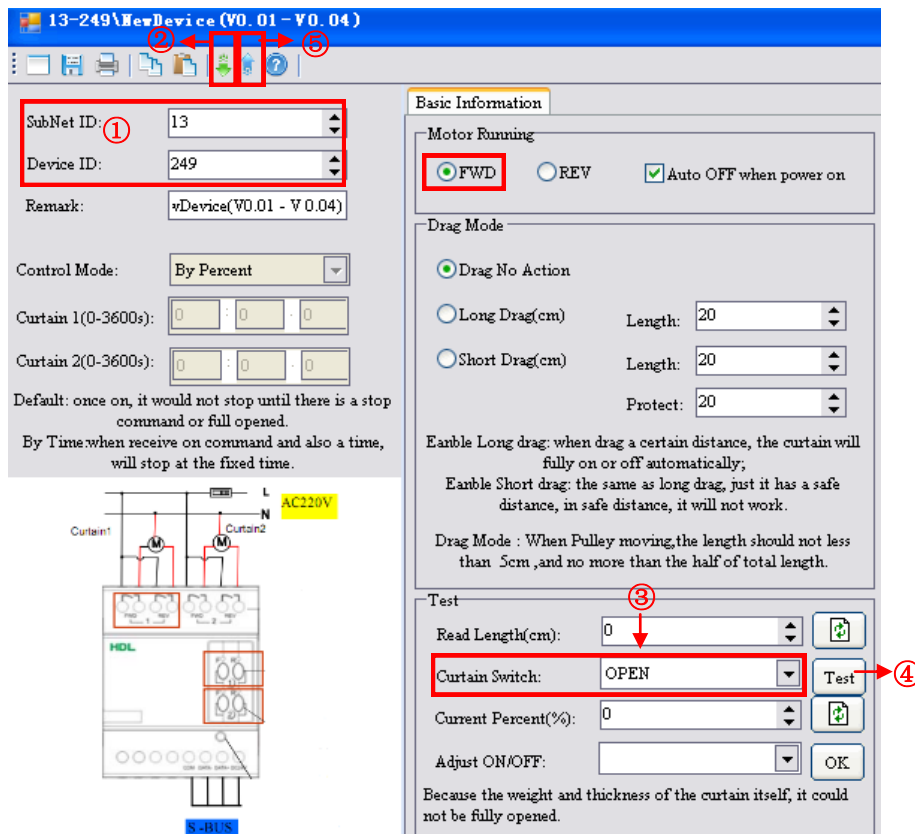 13-249\NewDevice(V0.01-V0.04)
② ⑤
SubNet ID: ① 13
Device ID: 249
Remark: vDevice(V0.01 - V 0.04)
Control Mode: By Percent
Curtain 1(0-3600s): 0 : 0 . 0
Curtain 2(0-3600s): 0 : 0 . 0
Default: once on, it would not stop until there is a stop
command or full opened.
By Time:when receive on command and also a time,
will stop at the fixed time.
L
AC220V
N
Curtain1
Curtain2
M M
FWD REV FWD REV
1 2
HDL
COM DATA- DATA+ DC24V
S-BUS
Basic Information
Motor Running
FWD REV Auto OFF when power on
Drag Mode
Drag No Action
Long Drag(cm) Length: 20
Short Drag(cm) Length: 20
Protect: 20
Eanble Long drag: when drag a certain distance, the curtain will
fully on or off automatically;
Eanble Short drag: the same as long drag, just it has a safe
distance, in safe distance, it will not work.
Drag Mode : When Pulley moving,the length should not less
than 5cm ,and no more than the half of total length.
Test
③
Read Length(cm): 0
Curtain Switch: OPEN Test ④
Current Percent(%): 0
Adjust ON/OFF: OK
Because the weight and thickness of the curtain itself, it could
not be fully opened.